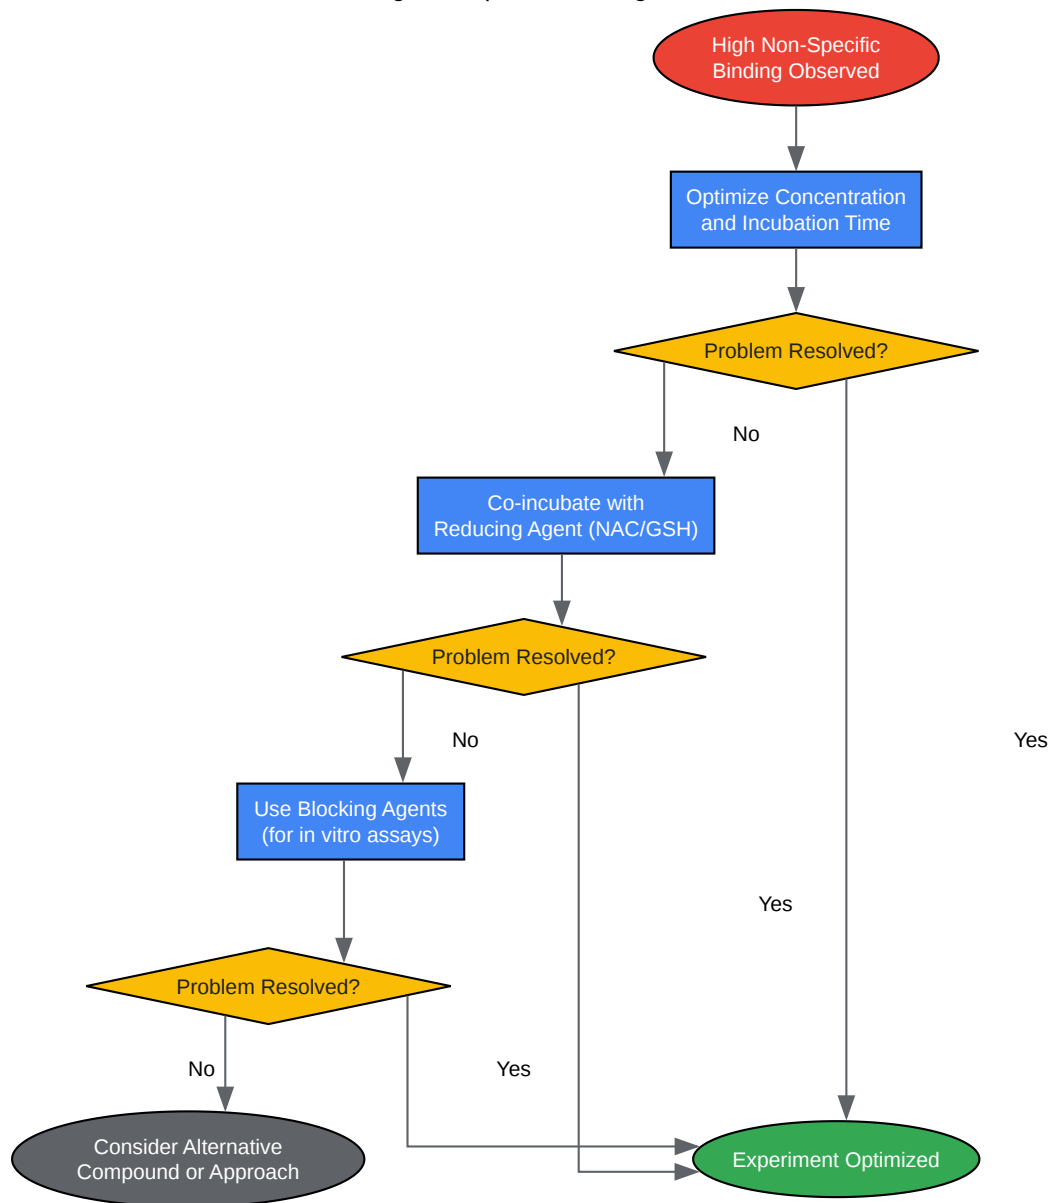 High Non-Specific
Binding Observed
Optimize Concentration
and Incubation Time
Problem Resolved?
No
Co-incubate with
Reducing Agent (NAC/GSH)
Problem Resolved?
No
Yes
Use Blocking Agents
(for in vitro assays)
Yes
Problem Resolved?
No
Yes
Consider Alternative
Compound or Approach
Experiment Optimized